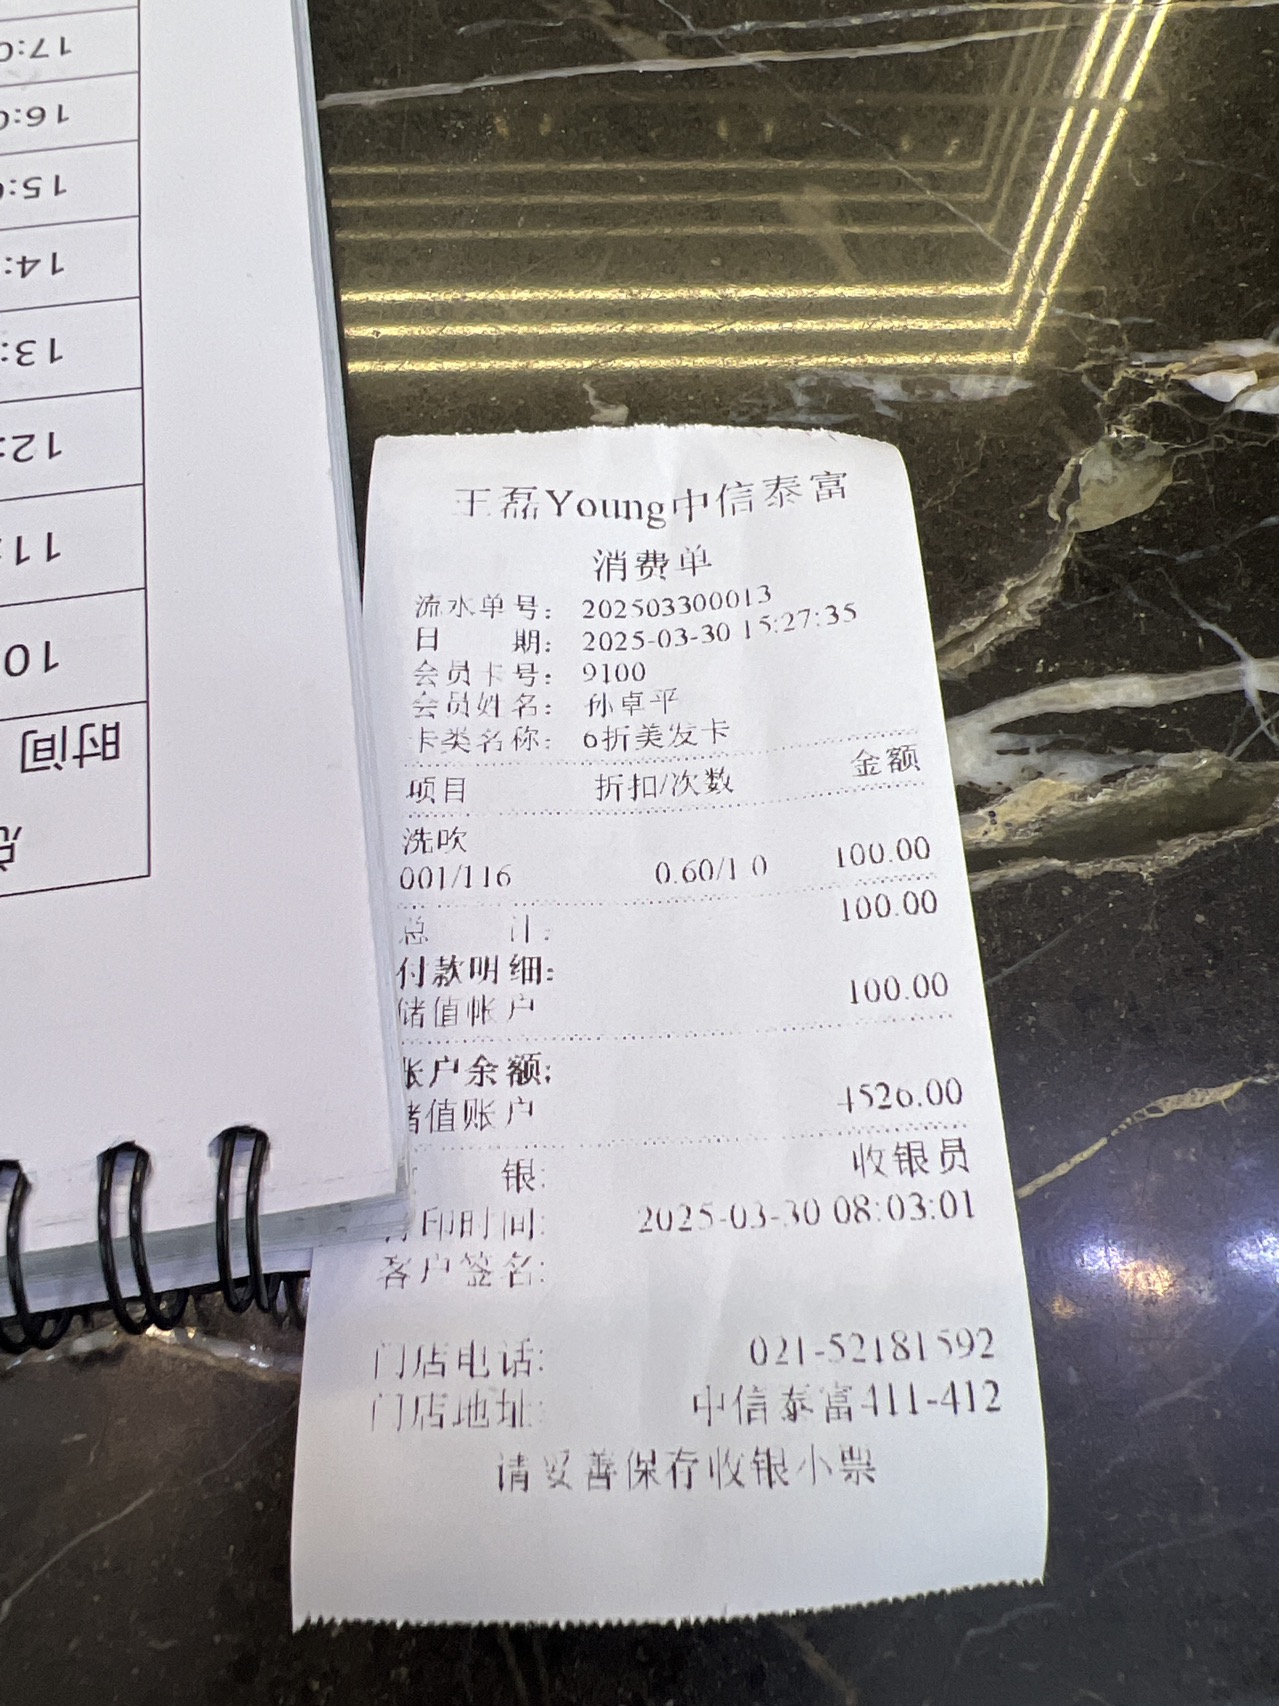 王磊Young中信泰富
消费单
流水单号: 202503300013
日 期: 2025-03-30 15:27:35
会员卡号: 9100
会员姓名: 孙卓平
卡类名称: 6折美发卡
项目 折扣/次数 金额
洗吹
001/116 0.60/1 0 100.00
总 计: 100.00
付款明细:
储值帐户 100.00
账户余额:
储值账户 4526.00
银: 收银员
印时间: 2025-03-30 08:03:01
客户签名:
门店电话: 021-52181592
门店地址: 中信泰富411-412
请妥善保存收银小票
时间
10
11:
12:
13:
14:
15:0
16:0
17:0